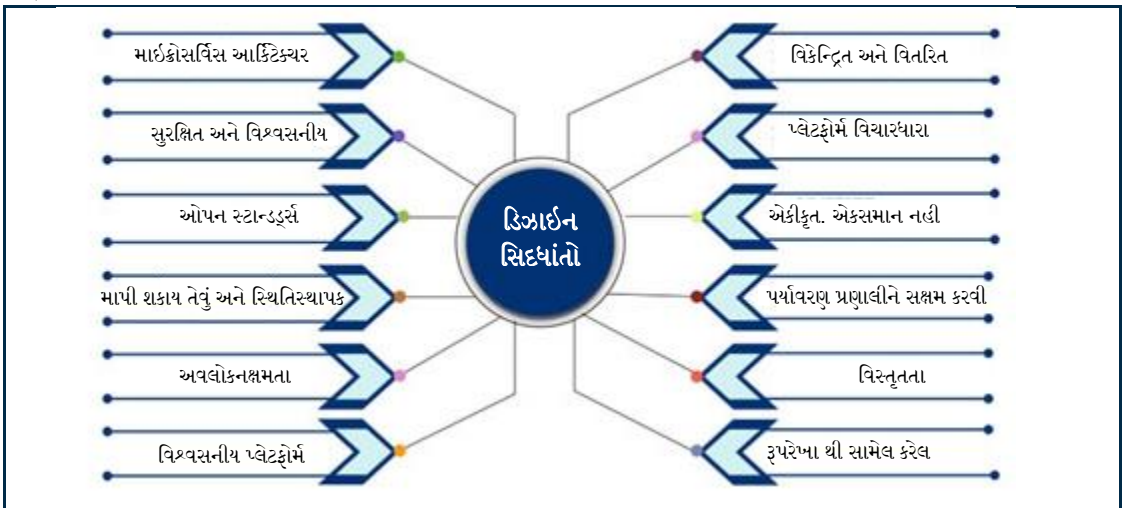 માઇક્રોસર્વિસ આર્કિટેક્ચર
સુરક્ષિત અને વિશ્વસનીય
ઓપન સ્ટાન્ડર્ડ્સ
માપી શકાય તેવું અને સ્થિતિસ્થાપક
અવલોકનક્ષમતા
વિશ્વસનીય પ્લેટફોર્મ
ડિઝાઈન
સિદ્ધાંતો
વિકેન્દ્રિત અને વિતરિત
પ્લેટફોર્મ વિચારધારા
એકીકૃત. એકસમાન નહી
પર્યાવરણ પ્રણાલીને સક્ષમ કરવી
વિસ્તૃતતા
રૂપરેખા થી સામેલ કરેલ